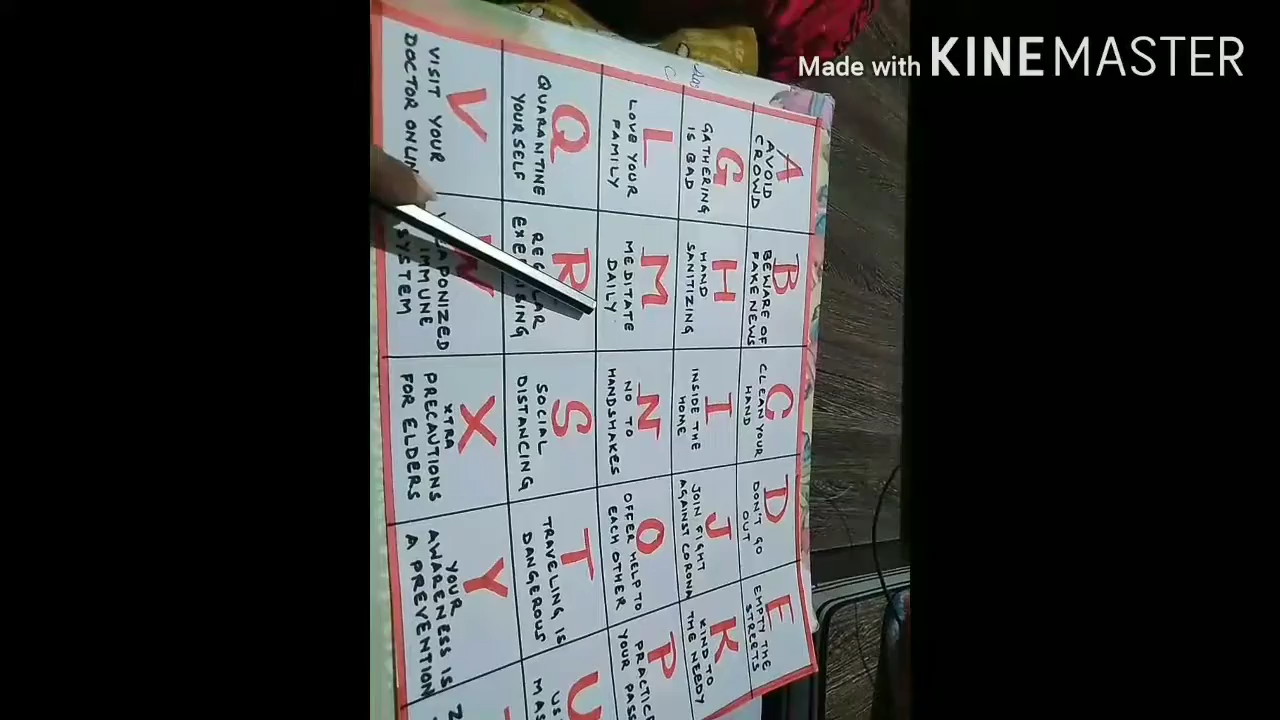 Made with KINEMASTER
A
AVOID
CROWD
B
BEWARE OF
FAKE NEWS
C
CLEAN YOUR
HAND
D
DON'T GO
OUT
E
EMPTY THE
STREETS
G
GATHERING
IS BAD
H
HAND
SANITIZING
I
INSIDE THE
HOME
J
JOIN FIGHT
AGAINST CORONA
K
KIND TO
THE NEEDY
L
LOVE YOUR
FAMILY
M
MEDITATE
DAILY
N
NO TO
HANDSHAKES
O
OFFER HELP TO
EACH OTHER
P
PRACTICE
YOUR
Q
QUARANTINE
YOURSELF
R
S
SOCIAL
DISTANCING
T
TRAVELING IS
DANGEROUS
U
V
VISIT YOUR
DOCTOR
W
IMMUNE
SYSTEM
X
XTRA
PRECAUTIONS
FOR ELDERS
Y
YOUR
AWARENESS IS
A PREVENTION